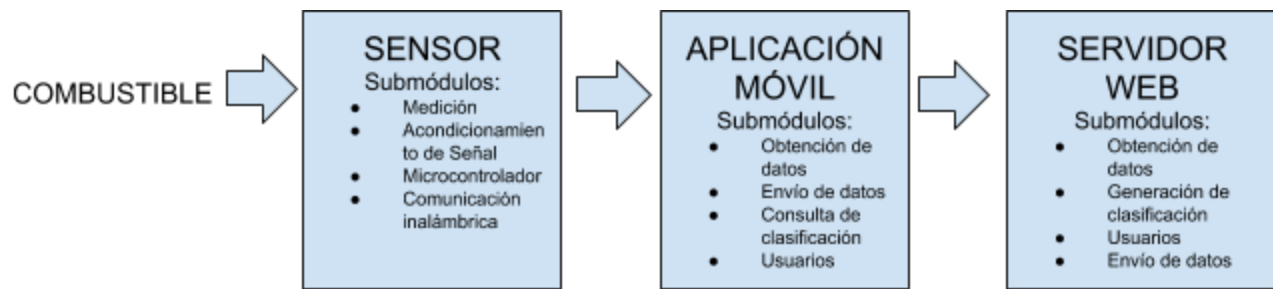 COMBUSTIBLE
SENSOR
Submódulos:
● Medición
● Acondicionamien
to de Señal
● Microcontrolador
● Comunicación
inalámbrica
APLICACIÓN
MÓVIL
Submódulos:
● Obtención de
datos
● Envío de datos
● Consulta de
clasificación
● Usuarios
SERVIDOR
WEB
Submódulos:
● Obtención de
datos
● Generación de
clasificación
● Usuarios
● Envío de datos